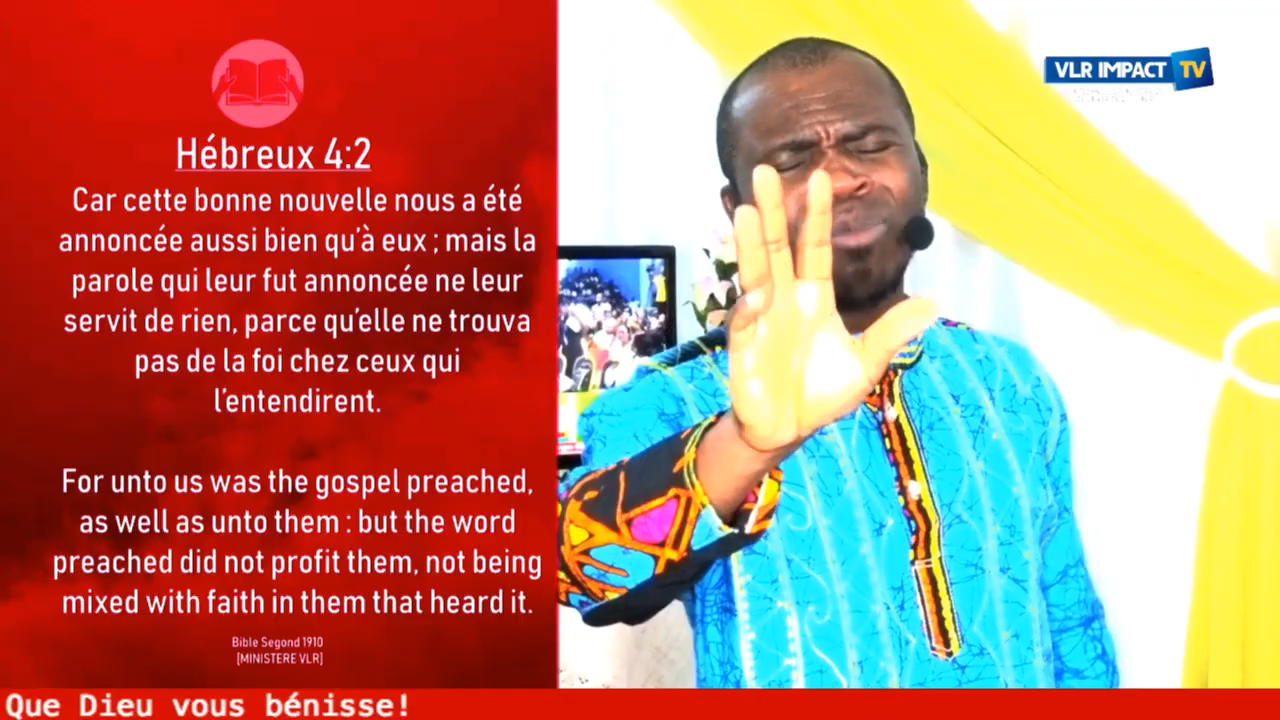 Hébreux 4:2
Car cette bonne nouvelle nous a été
annoncée aussi bien qu'à eux ; mais la
parole qui leur fut annoncée ne leur
servit de rien, parce qu'elle ne trouva
pas de la foi chez ceux qui
l'entendirent.
For unto us was the gospel preached,
as well as unto them : but the word
preached did not profit them, not being
mixed with faith in them that heard it.
Bible Segond 1910
[MINISTERE VLR]
VLR IMPACT TV
Que Dieu vous bénisse!